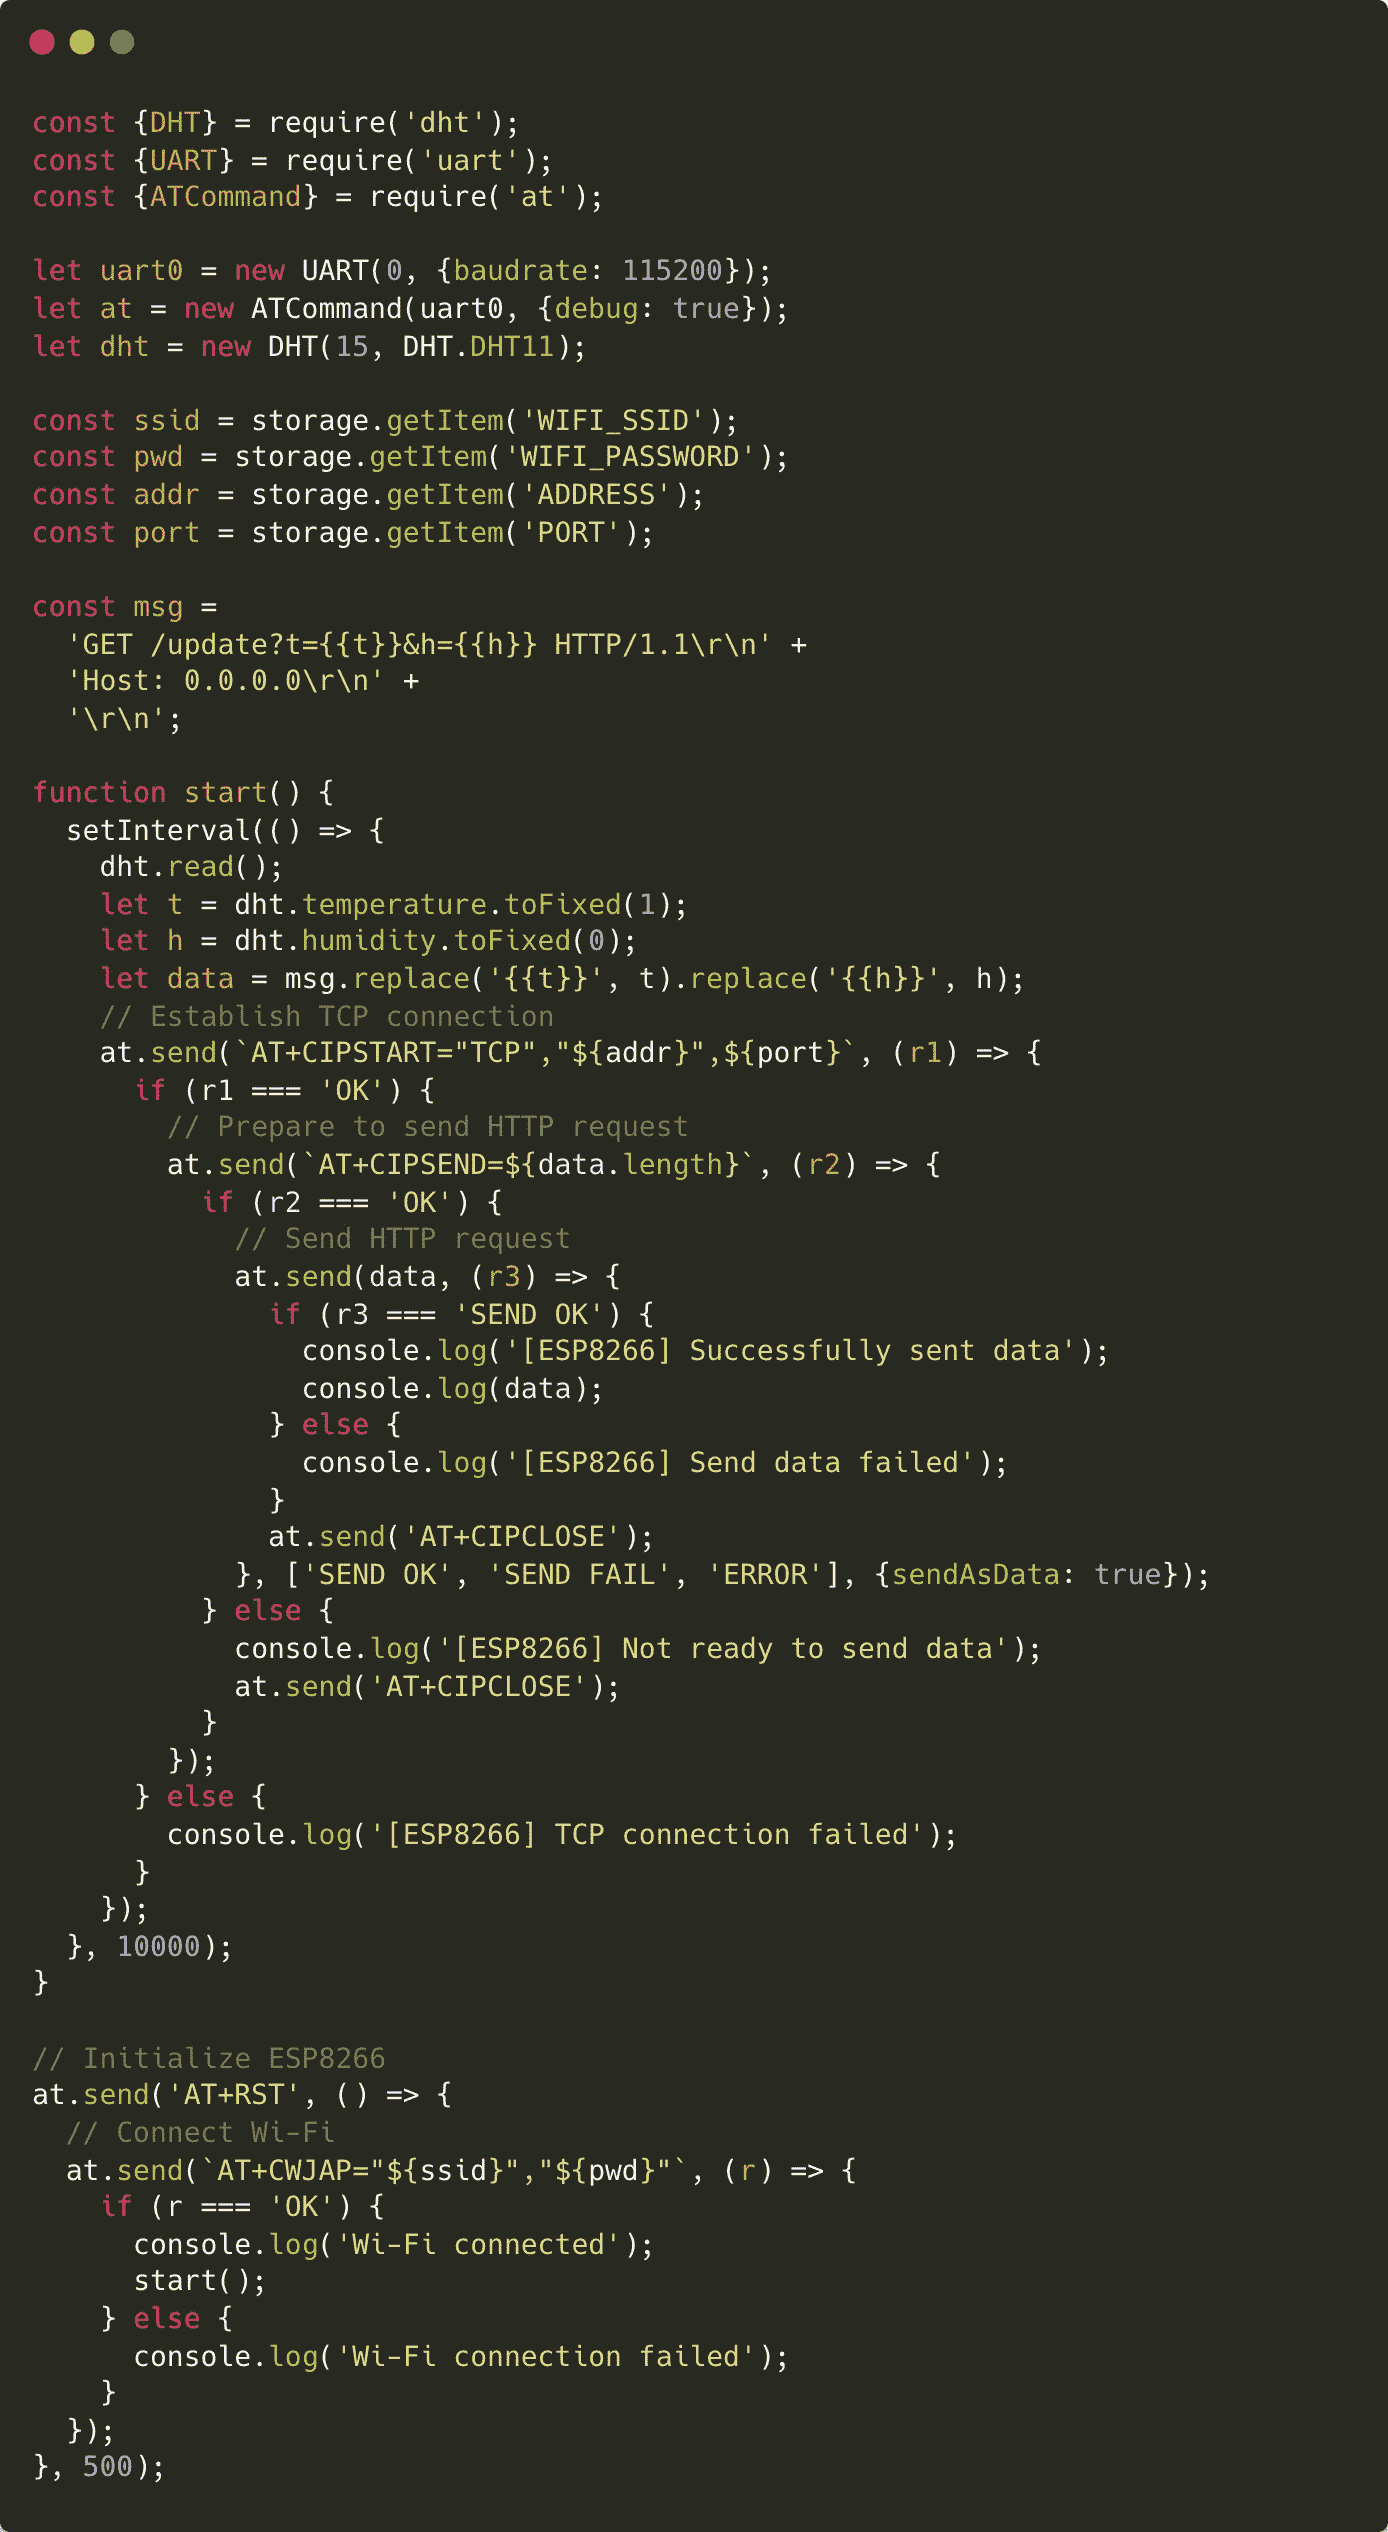 const {DHT} = require('dht');
const {UART} = require('uart');
const {ATCommand} = require('at');

let uart0 = new UART(0, {baudrate: 115200});
let at = new ATCommand(uart0, {debug: true});
let dht = new DHT(15, DHT.DHT11);

const ssid = storage.getItem('WIFI_SSID');
const pwd = storage.getItem('WIFI_PASSWORD');
const addr = storage.getItem('ADDRESS');
const port = storage.getItem('PORT');

const msg =
  'GET /update?t={{t}}&h={{h}} HTTP/1.1\r\n' +
  'Host: 0.0.0.0\r\n' +
  '\r\n';

function start() {
  setInterval(() => {
    dht.read();
    let t = dht.temperature.toFixed(1);
    let h = dht.humidity.toFixed(0);
    let data = msg.replace('{{t}}', t).replace('{{h}}', h);
    // Establish TCP connection
    at.send(`AT+CIPSTART="TCP","${addr}",${port}`, (r1) => {
      if (r1 === 'OK') {
        // Prepare to send HTTP request
        at.send(`AT+CIPSEND=${data.length}`, (r2) => {
          if (r2 === 'OK') {
            // Send HTTP request
            at.send(data, (r3) => {
              if (r3 === 'SEND OK') {
                console.log('[ESP8266] Successfully sent data');
                console.log(data);
              } else {
                console.log('[ESP8266] Send data failed');
              }
              at.send('AT+CIPCLOSE');
            }, ['SEND OK', 'SEND FAIL', 'ERROR'], {sendAsData: true});
          } else {
            console.log('[ESP8266] Not ready to send data');
            at.send('AT+CIPCLOSE');
          }
        });
      } else {
        console.log('[ESP8266] TCP connection failed');
      }
    });
  }, 10000);
}

// Initialize ESP8266
at.send('AT+RST', () => {
  // Connect Wi-Fi
  at.send(`AT+CWJAP="${ssid}","${pwd}"`, (r) => {
    if (r === 'OK') {
      console.log('Wi-Fi connected');
      start();
    } else {
      console.log('Wi-Fi connection failed');
    }
  });
}, 500);